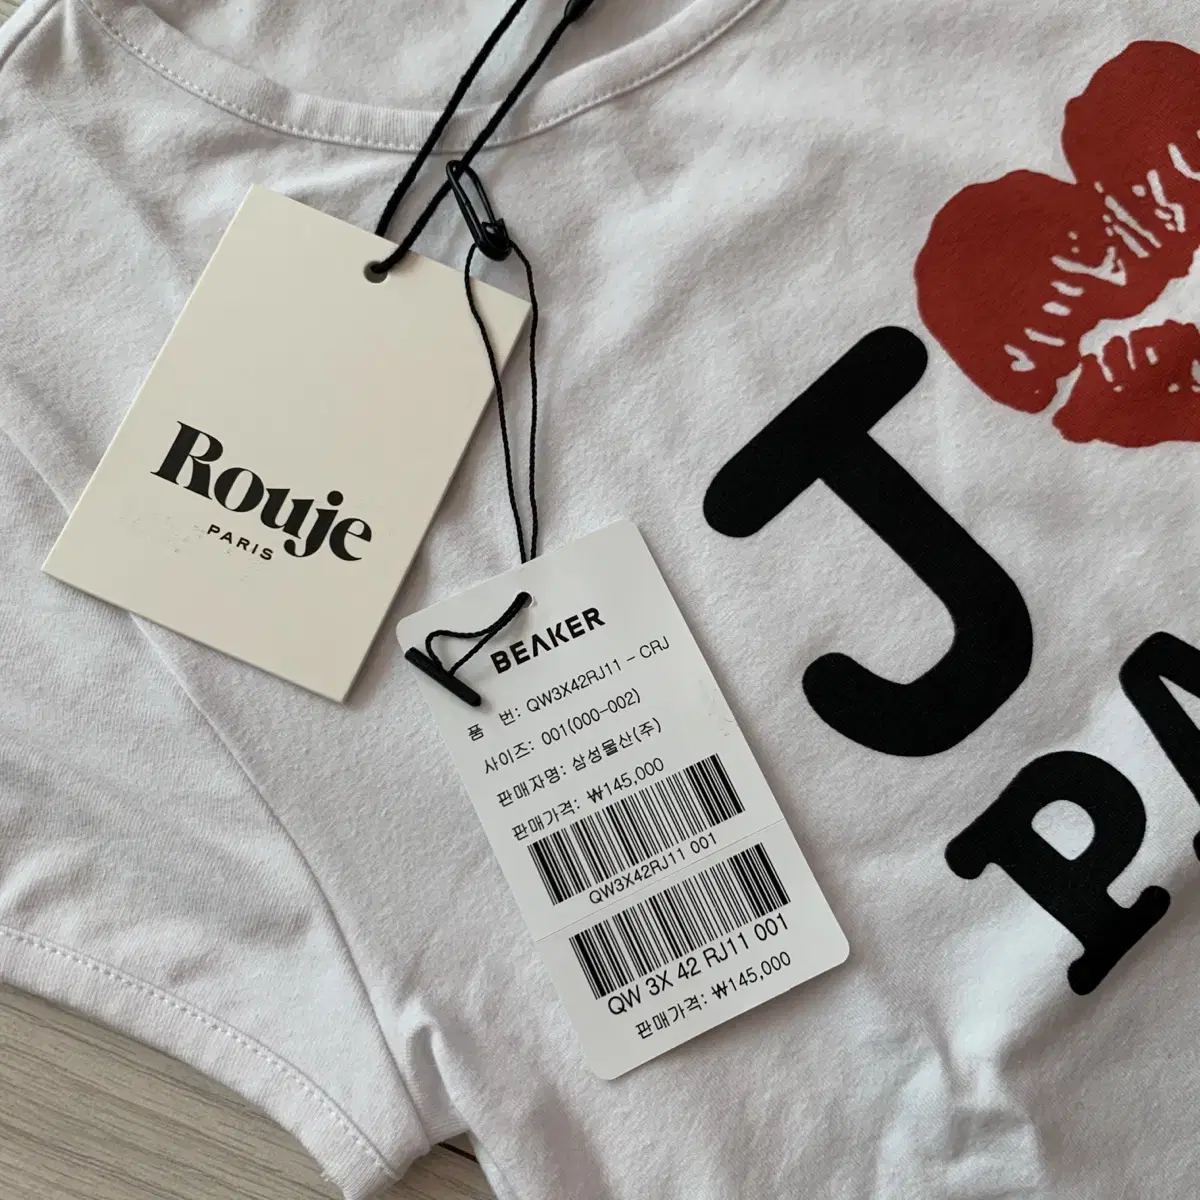 Rouje
PARIS
BEAKER
품 번: QW3X42RJ11 - CRJ
사이즈: 001(000-002)
판매자명: 삼성물산(주)
판매가격: ₩145,000
QW3X42RJ11 001
QW 3X 42 RJ11 001
판매가격: ₩145,000
J
PA